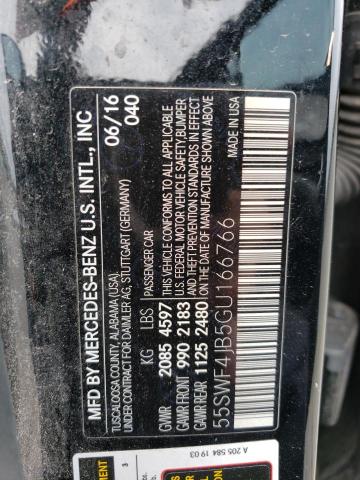 MFD BY MERCEDES-BENZ U.S. INTL., INC
TUSCALOOSA COUNTY, ALABAMA (USA),
UNDER CONTRACT FOR DAIMLER AG, STUTTGART (GERMANY)
06/16
040
KG LBS PASSENGER CAR
GVWR 2085 4597
GAWR FRONT 990 2183
GAWR REAR 1125 2480
THIS VEHICLE CONFORMS TO ALL APPLICABLE
U.S. FEDERAL MOTOR VEHICLE SAFETY, BUMPER
AND THEFT PREVENTION STANDARDS IN EFFECT
ON THE DATE OF MANUFACTURE SHOWN ABOVE
55SWF4JB5GU166766
MADE IN USA
A 205 584 19 03
3